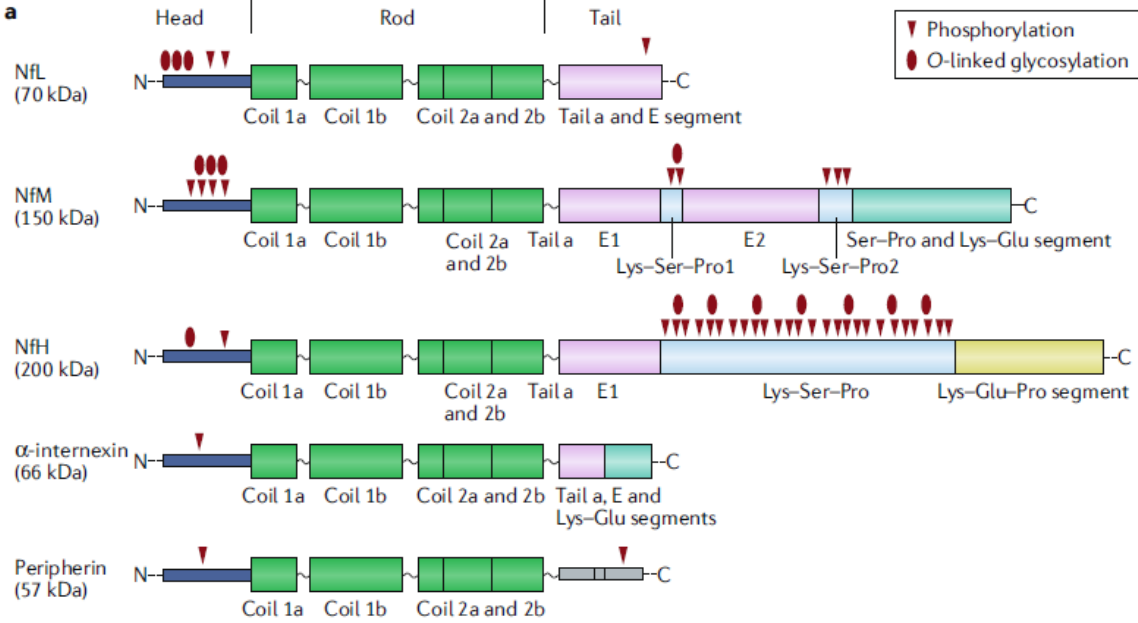 a
Head Rod Tail
Phosphorylation
O-linked glycosylation
NfL
(70 kDa)
N C
Coil 1a Coil 1b Coil 2a and 2b Tail a and E segment
NfM
(150 kDa)
N C
Coil 1a Coil 1b Coil 2a
and 2b
Tail a E1 E2 Ser–Pro and Lys–Glu segment
Lys–Ser–Pro1 Lys–Ser–Pro2
NfH
(200 kDa)
N C
Coil 1a Coil 1b Coil 2a
and 2b
Tail a E1 Lys–Ser–Pro Lys–Glu–Pro segment
α-internexin
(66 kDa)
N C
Coil 1a Coil 1b Coil 2a and 2b Tail a, E and
Lys–Glu segments
Peripherin
(57 kDa)
N C
Coil 1a Coil 1b Coil 2a and 2b